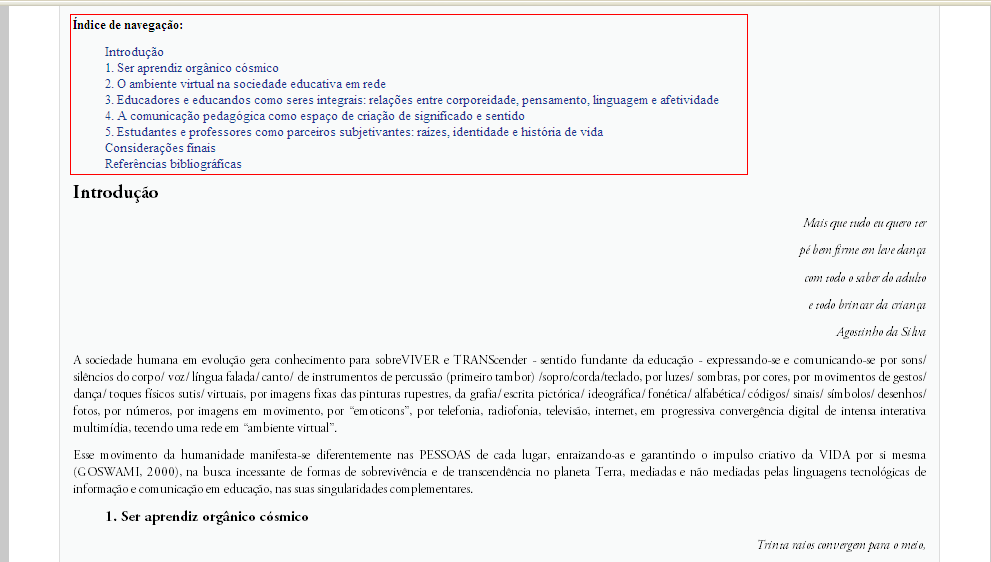 Índice de navegação:
Introdução
1. Ser aprendiz orgânico cósmico
2. O ambiente virtual na sociedade educativa em rede
3. Educadores e educandos como seres integrais: relações entre corporeidade, pensamento, linguagem e afetividade
4. A comunicação pedagógica como espaço de criação de significado e sentido
5. Estudantes e professores como parceiros subjetivantes: raízes, identidade e história de vida
Considerações finais
Referências bibliográficas
Introdução
Mais que tudo eu quero ter
pé bem firme em leve dança
com todo o saber do adulto
e todo brincar da criança
Agostinho da Silva
A sociedade humana em evolução gera conhecimento para sobreVIVER e TRANScender - sentido fundante da educação - expressando-se e comunicando-se por sons/
silêncios do corpo/ voz/ língua falada/ canto/ de instrumentos de percussão (primeiro tambor) /sopro/corda/teclado, por luzes/ sombras, por cores, por movimentos de gestos/
dança/ toques físicos sutis/ virtuais, por imagens fixas das pinturas rupestres, da grafia/ escrita pictórica/ ideográfica/ fonética/ alfabética/ códigos/ sinais/ símbolos/ desenhos/
fotos, por números, por imagens em movimento, por “emoticons”, por telefonia, radiofonia, televisão, internet, em progressiva convergência digital de intensa interativa
multimídia, tecendo uma rede em “ambiente virtual”.
Esse movimento da humanidade manifesta-se diferentemente nas PESSOAS de cada lugar, enraizando-as e garantindo o impulso criativo da VIDA por si mesma
(GOSWAMI, 2000), na busca incessante de formas de sobrevivência e de transcendência no planeta Terra, mediadas e não mediadas pelas linguagens tecnológicas de
informação e comunicação em educação, nas suas singularidades complementares.
1. Ser aprendiz orgânico cósmico
Trinta raios convergem para o meio,